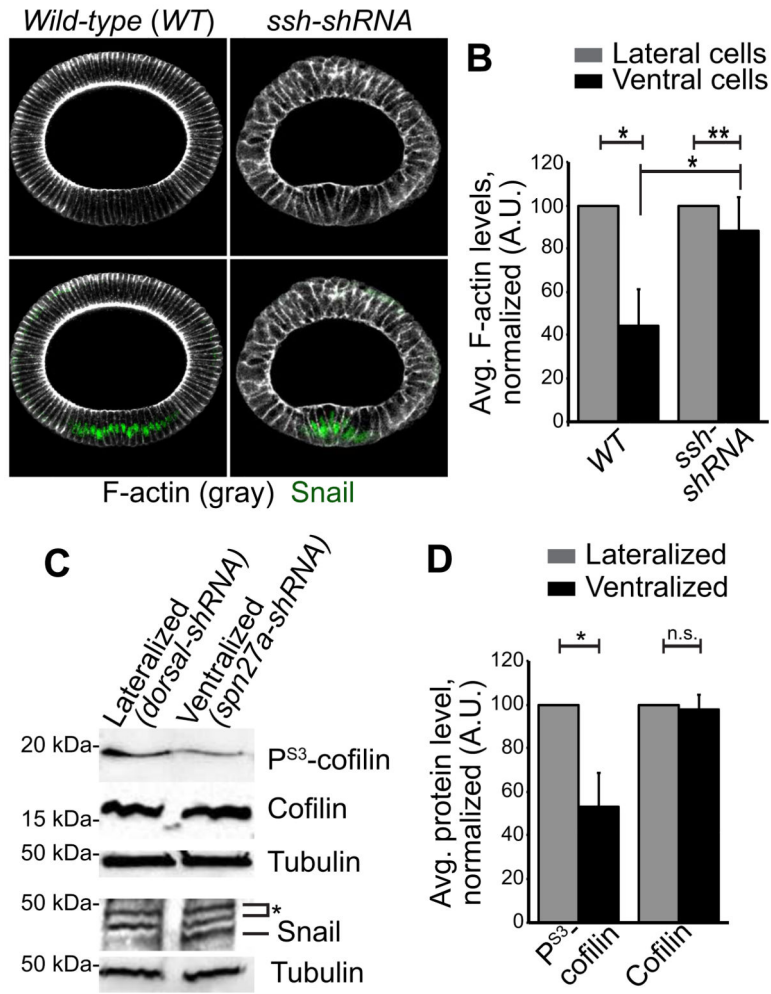 Wild-type (WT)
ssh-shRNA
F-actin (gray) Snail
B
Lateral cells
Ventral cells
*
**
*
Avg. F-actin levels,
normalized (A.U.)
120
100
80
60
40
20
0
WT
ssh-
shRNA
C
Lateralized
(dorsal-shRNA)
Ventralized
(spn27a-shRNA)
20 kDa-
P^S3-cofilin
Cofilin
15 kDa-
50 kDa-
Tubulin
50 kDa-
*
Snail
50 kDa-
Tubulin
D
Lateralized
Ventralized
*
n.s.
Avg. protein level,
normalized (A.U.)
120
100
80
60
40
20
0
P^S3-
cofilin
Cofilin